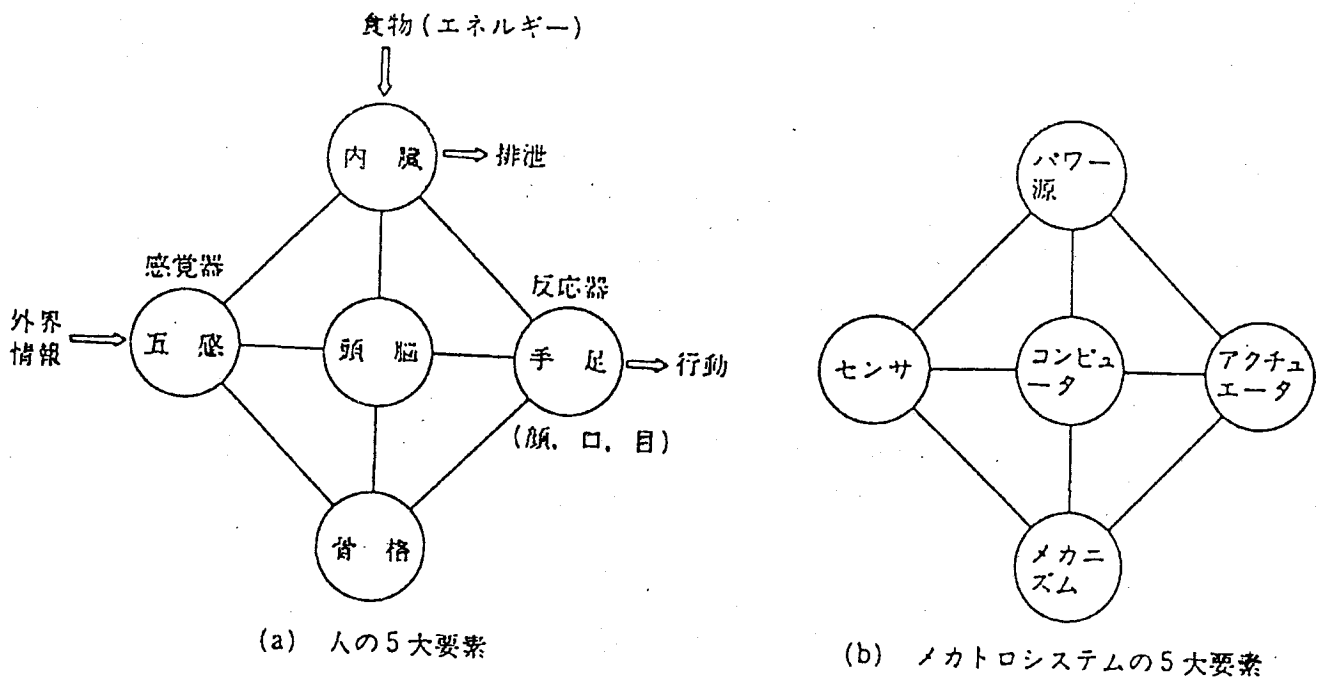 食物(エネルギー)
内臓
排泄
感覚器
外界
情報
五感
頭脳
反応器
手足
行動
(顔,口,目)
骨格
(a) 人の5大要素
パワー
源
センサ
コンピュ
ータ
アクチュ
エータ
メカニ
ズム
(b) メカトロシステムの5大要素